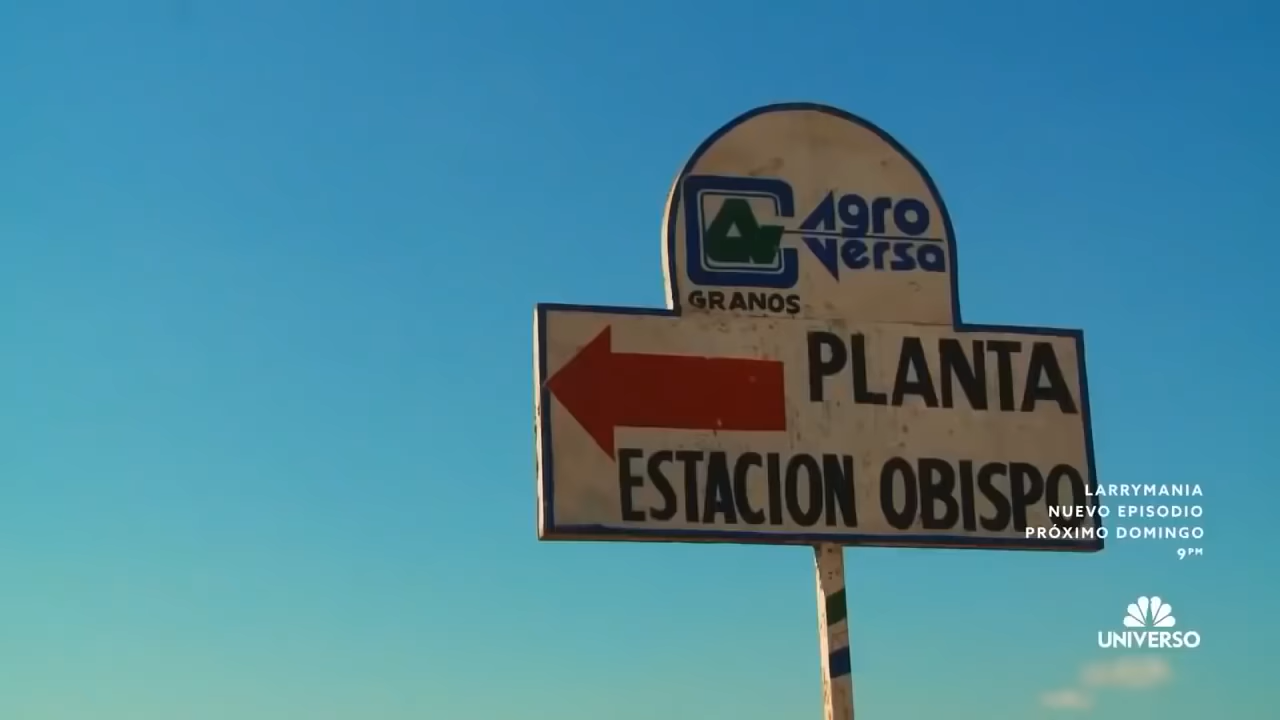 Agro
Versa
GRANOS
PLANTA
ESTACION OBISPO
LARRYMANIA
NUEVO EPISODIO
PRÓXIMO DOMINGO
9PM
UNIVERSO